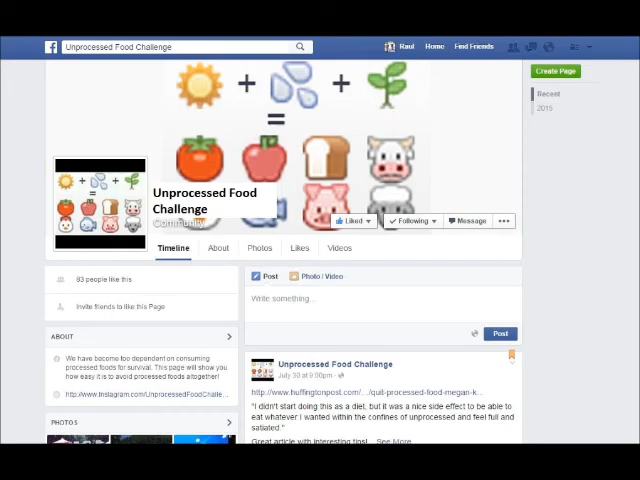 Unprocessed Food Challenge
Raul Home Find Friends
Create Page
Recent
2015
+ +
=
Unprocessed Food
Challenge
Community
Liked Following Message
Timeline About Photos Likes Videos
83 people like this
Invite friends to like this Page
ABOUT
We have become too dependent on consuming
processed foods for survival. This page will show you
how easy it is to avoid processed foods altogether!
http://www.instagram.com/UnprocessedFoodChalle...
PHOTOS
Post Photo / Video
Write something...
Post
Unprocessed Food Challenge
July 30 at 9:00pm ·
http://www.huffingtonpost.com/.../quit-processed-food-megan-k...
"I didn't start doing this as a diet, but it was a nice side effect to be able to
eat whatever I wanted within the confines of unprocessed and feel full and
satiated."
Great article with interesting tips!... See More